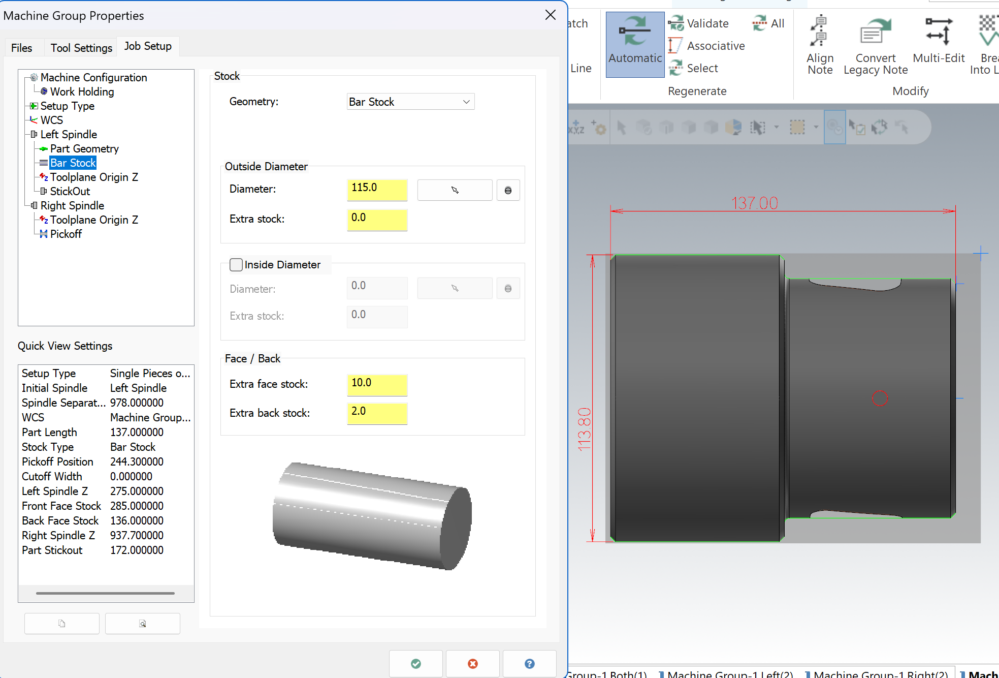 Machine Group Properties
Files
Tool Settings
Job Setup
Machine Configuration
Work Holding
Setup Type
WCS
Left Spindle
Part Geometry
Bar Stock
Toolplane Origin Z
StickOut
Right Spindle
Toolplane Origin Z
Pickoff
Quick View Settings
Setup Type Single Pieces o...
Initial Spindle Left Spindle
Spindle Separat... 978.000000
WCS Machine Group...
Part Length 137.000000
Stock Type Bar Stock
Pickoff Position 244.300000
Cutoff Width 0.000000
Left Spindle Z 275.000000
Front Face Stock 285.000000
Back Face Stock 136.000000
Right Spindle Z 937.700000
Part Stickout 172.000000
Stock
Geometry: Bar Stock
Outside Diameter
Diameter: 115.0
Extra stock: 0.0
Inside Diameter
Diameter: 0.0
Extra stock: 0.0
Face / Back
Extra face stock: 10.0
Extra back stock: 2.0
Line
Automatic
Validate
All
Associative
Select
Regenerate
Align
Note
Convert
Legacy Note
Multi-Edit
Into
Modify
XYZ
137.00
113.80
Group-1 Both(1)
Machine Group-1 Left(2)
Machine Group-1 Right(2)